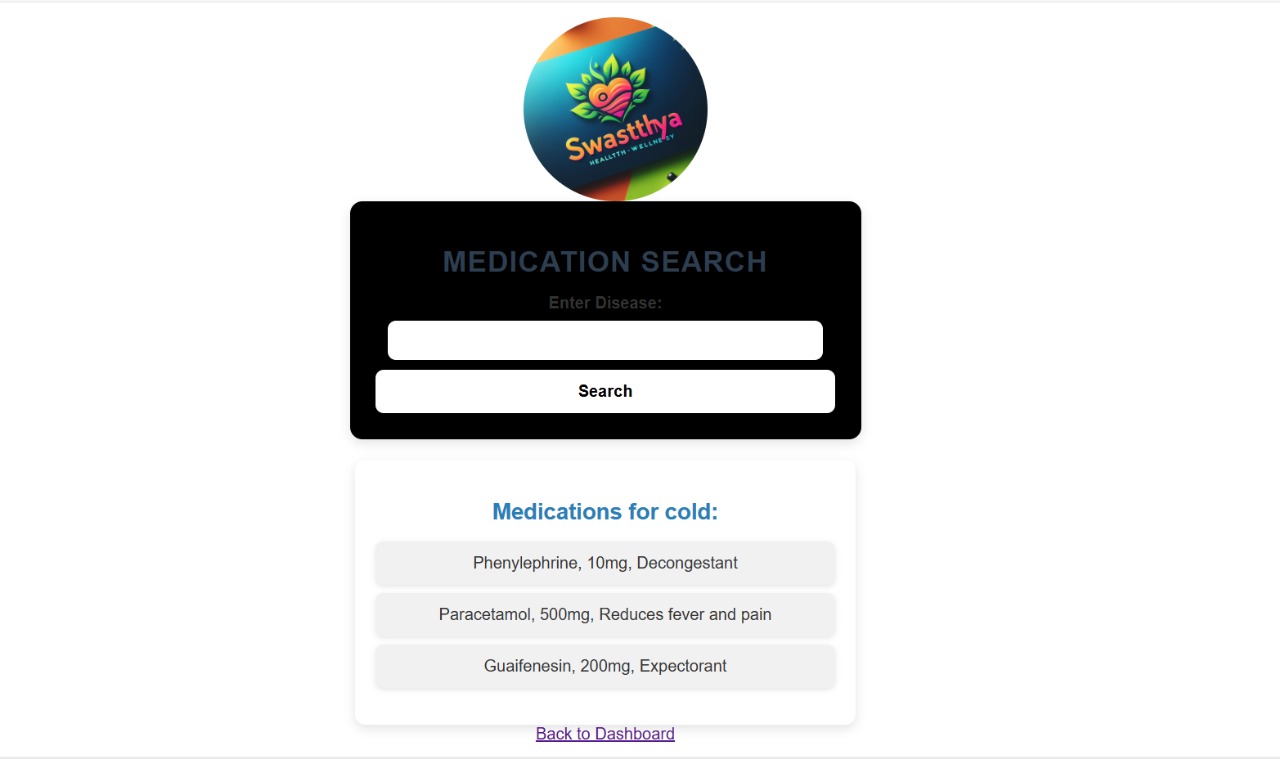 Swastthya
HEALLTTH · WELLNE
MEDICATION SEARCH
Enter Disease:
Search
Medications for cold:
Phenylephrine, 10mg, Decongestant
Paracetamol, 500mg, Reduces fever and pain
Guaifenesin, 200mg, Expectorant
Back to Dashboard